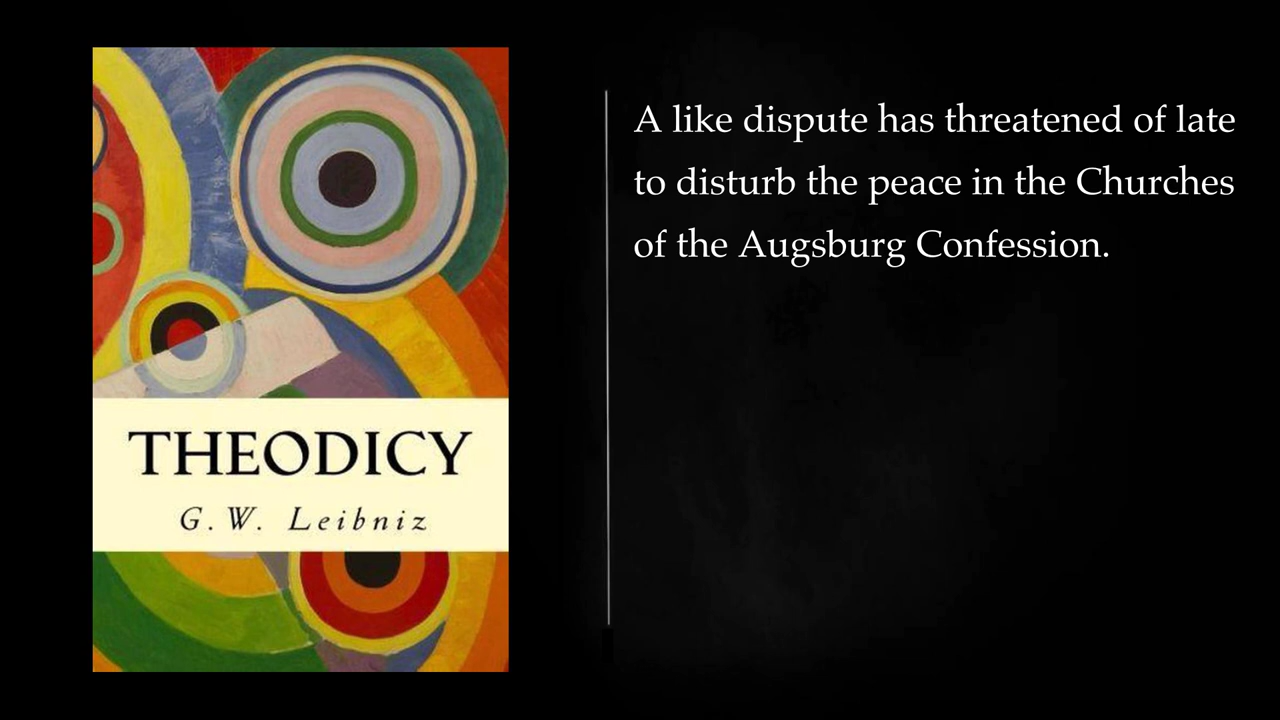 THEODICY
G. W. Leibniz
A like dispute has threatened of late
to disturb the peace in the Churches
of the Augsburg Confession.